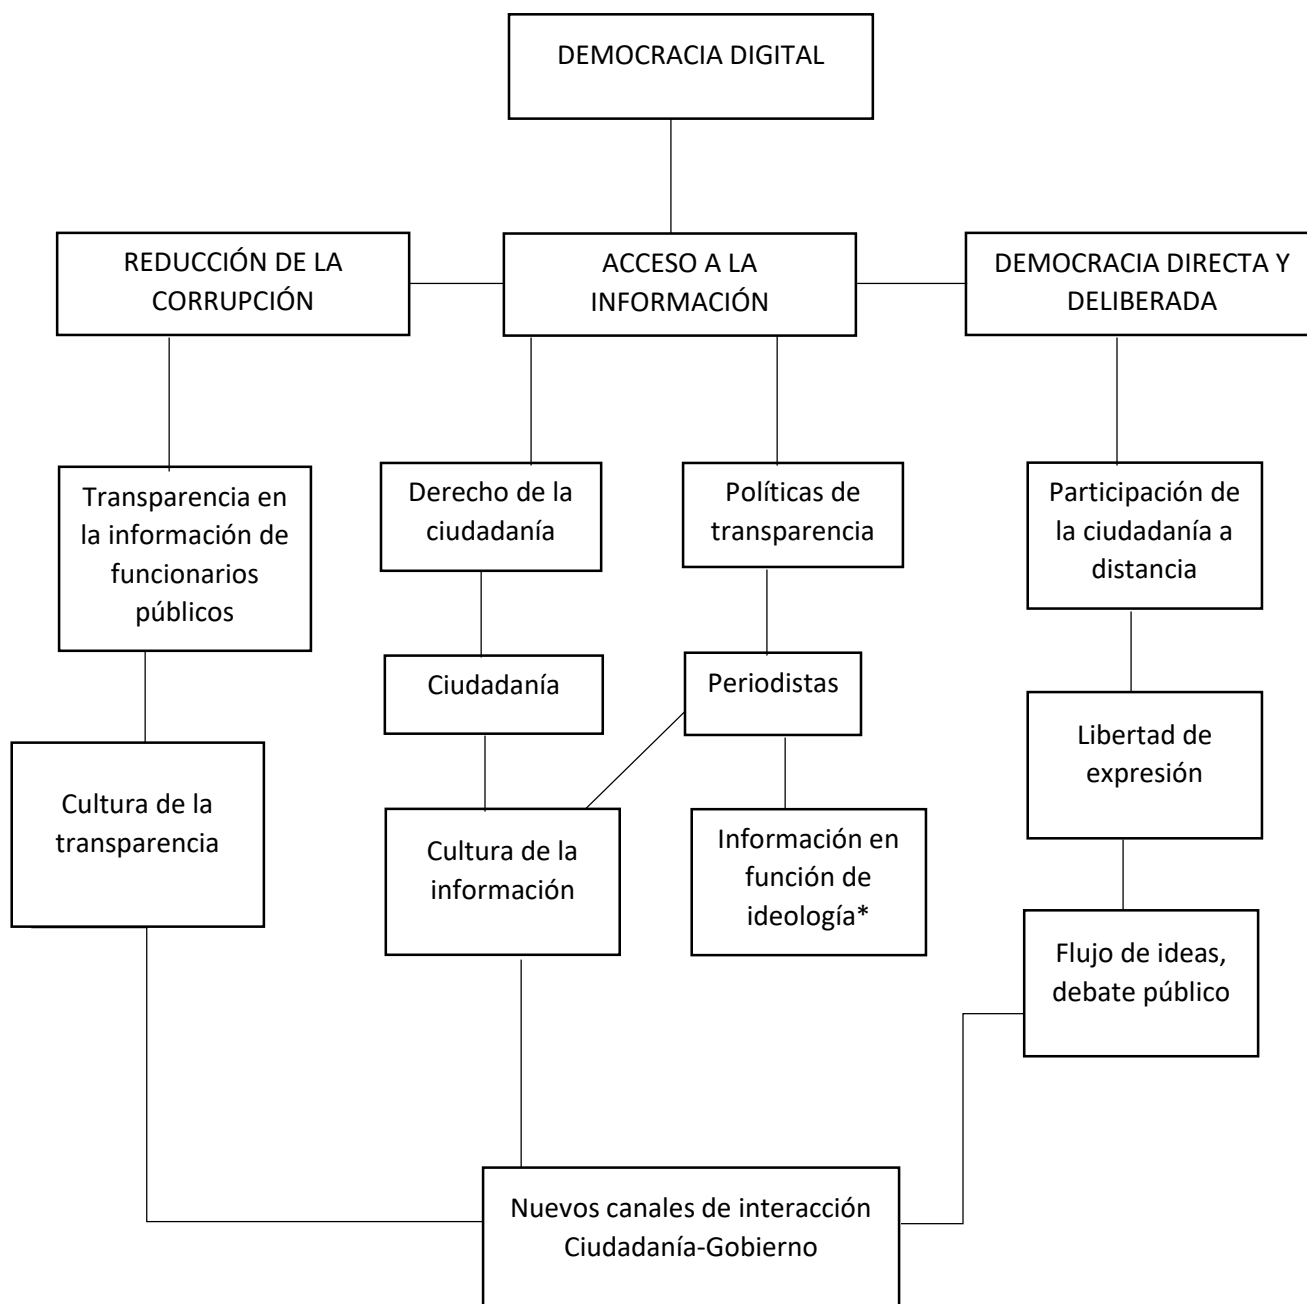 DEMOCRACIA DIGITAL
REDUCCIÓN DE LA
CORRUPCIÓN
ACCESO A LA
INFORMACIÓN
DEMOCRACIA DIRECTA Y
DELIBERADA
Transparencia en
la información de
funcionarios
públicos
Derecho de la
ciudadanía
Políticas de
transparencia
Participación de
la ciudadanía a
distancia
Ciudadanía
Periodistas
Libertad de
expresión
Cultura de la
transparencia
Cultura de la
información
Información en
función de
ideología*
Flujo de ideas,
debate público
Nuevos canales de interacción
Ciudadanía-Gobierno